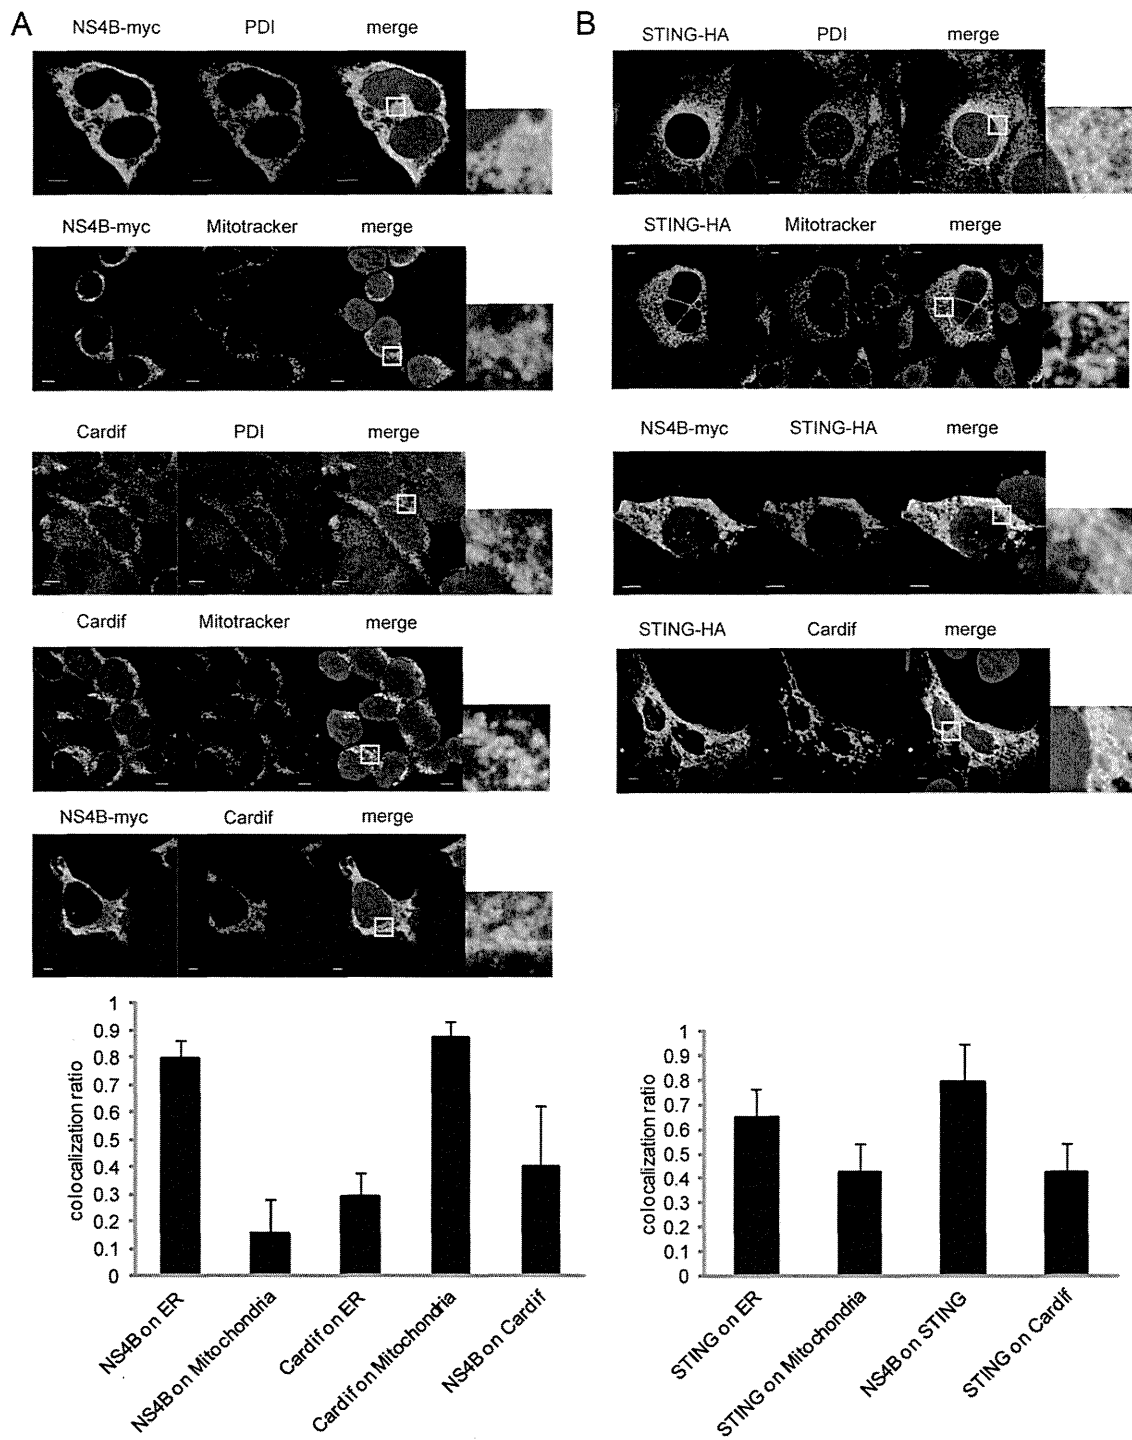 A
NS4B-myc PDI merge
NS4B-myc Mitotracker merge
Cardif PDI merge
Cardif Mitotracker merge
NS4B-myc Cardif merge
colocalization ratio
1
0.9
0.8
0.7
0.6
0.5
0.4
0.3
0.2
0.1
0
NS4B on ER
NS4B on Mitochondria
Cardif on ER
Cardif on Mitochondria
NS4B on Cardif
B
STING-HA PDI merge
STING-HA Mitotracker merge
NS4B-myc STING-HA merge
STING-HA Cardif merge
colocalization ratio
1
0.9
0.8
0.7
0.6
0.5
0.4
0.3
0.2
0.1
0
STING on ER
STING on Mitochondria
NS4B on STING
STING on Cardif